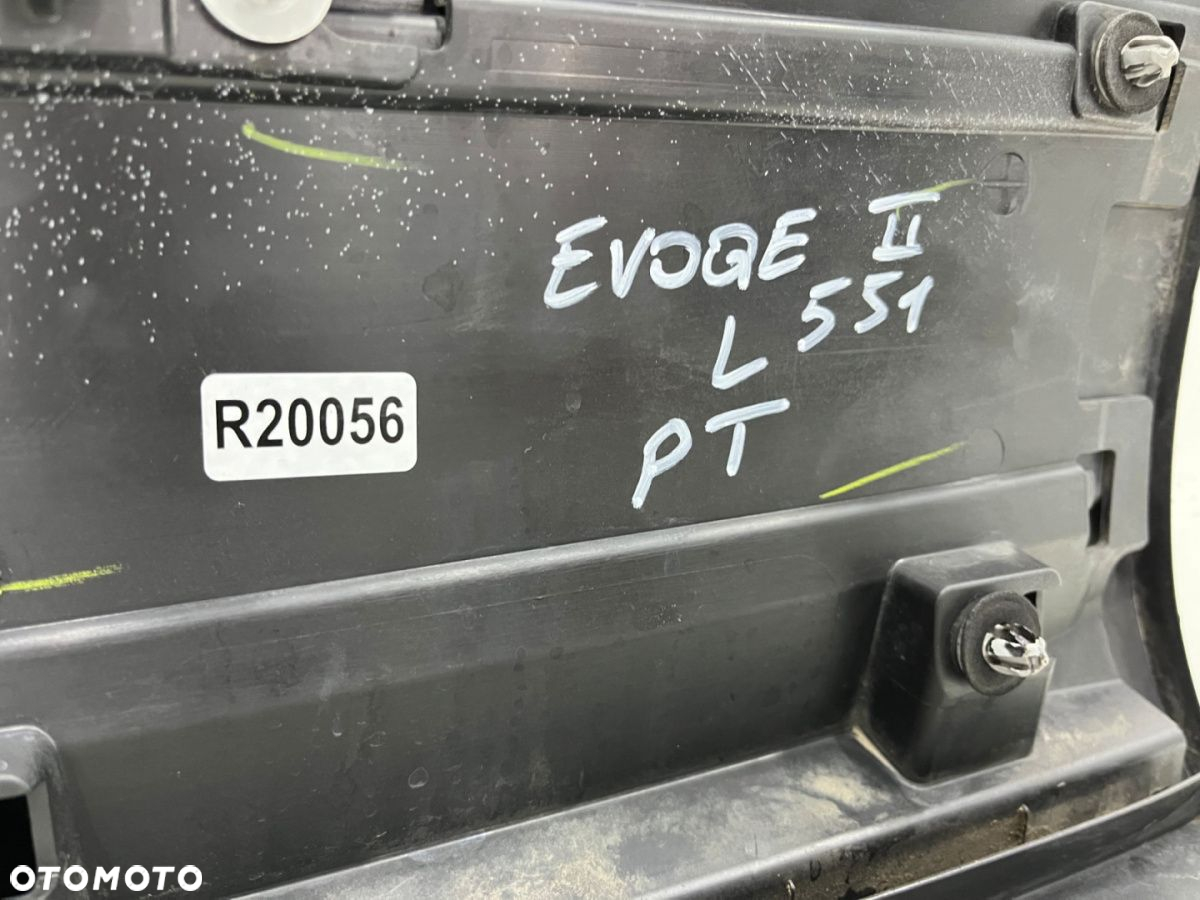 EVOQE II
L 551
PT
R20056
OTOMOTO